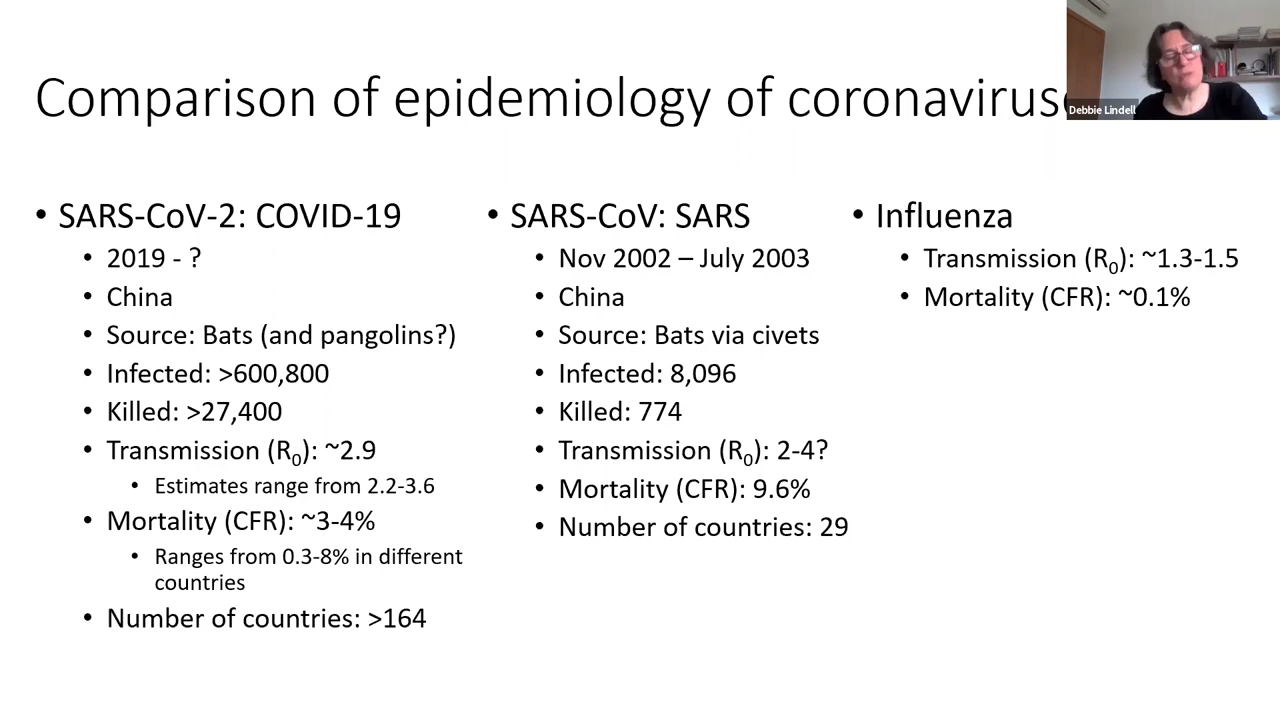 Comparison of epidemiology of coronavirus
Debbie Lindell
• SARS-CoV-2: COVID-19
• 2019 - ?
• China
• Source: Bats (and pangolins?)
• Infected: >600,800
• Killed: >27,400
• Transmission (R₀): ~2.9
• Estimates range from 2.2-3.6
• Mortality (CFR): ~3-4%
• Ranges from 0.3-8% in different
countries
• Number of countries: >164
• SARS-CoV: SARS
• Nov 2002 – July 2003
• China
• Source: Bats via civets
• Infected: 8,096
• Killed: 774
• Transmission (R₀): 2-4?
• Mortality (CFR): 9.6%
• Number of countries: 29
• Influenza
• Transmission (R₀): ~1.3-1.5
• Mortality (CFR): ~0.1%